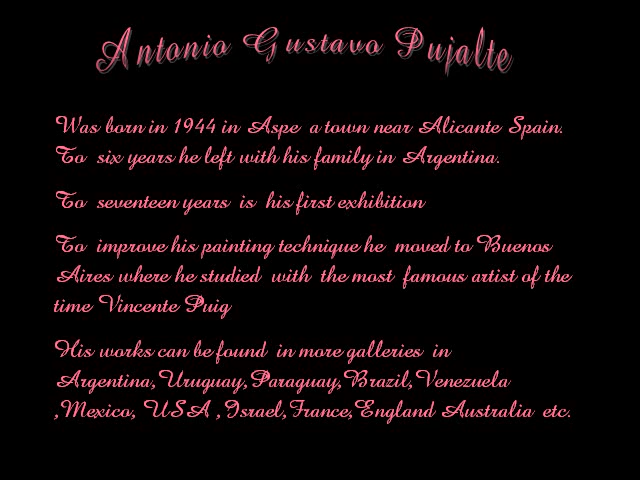 Antonio Gustavo Pujalte
Was born in 1944 in Aspe a town near Alicante Spain.
To six years he left with his family in Argentina.
To seventeen years is his first exhibition
To improve his painting technique he moved to Buenos
Aires where he studied with the most famous artist of the
time Vincente Puig
His works can be found in more galleries in
Argentina,Uruguay,Paraguay,Brazil,Venezuela
,Mexico, USA ,Israel,France,England Australia etc.